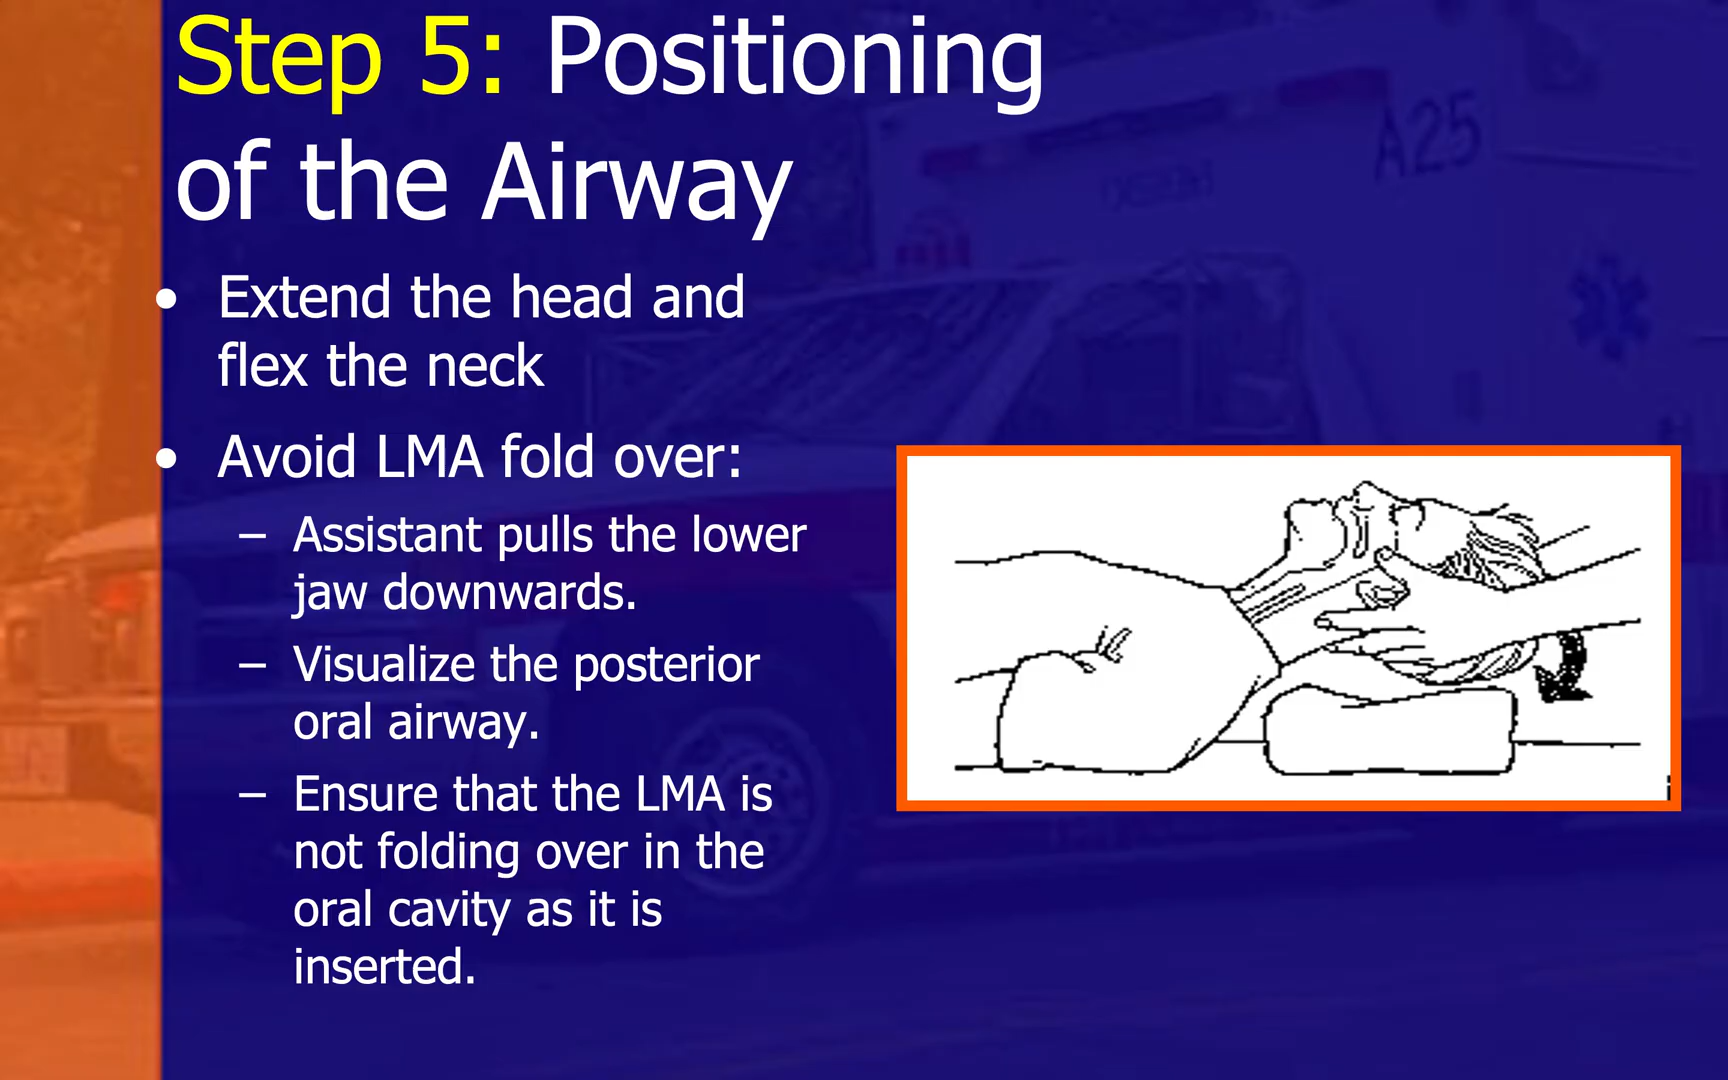 Step 5: Positioning
of the Airway
• Extend the head and
flex the neck
• Avoid LMA fold over:
– Assistant pulls the lower
jaw downwards.
– Visualize the posterior
oral airway.
– Ensure that the LMA is
not folding over in the
oral cavity as it is
inserted.
A25